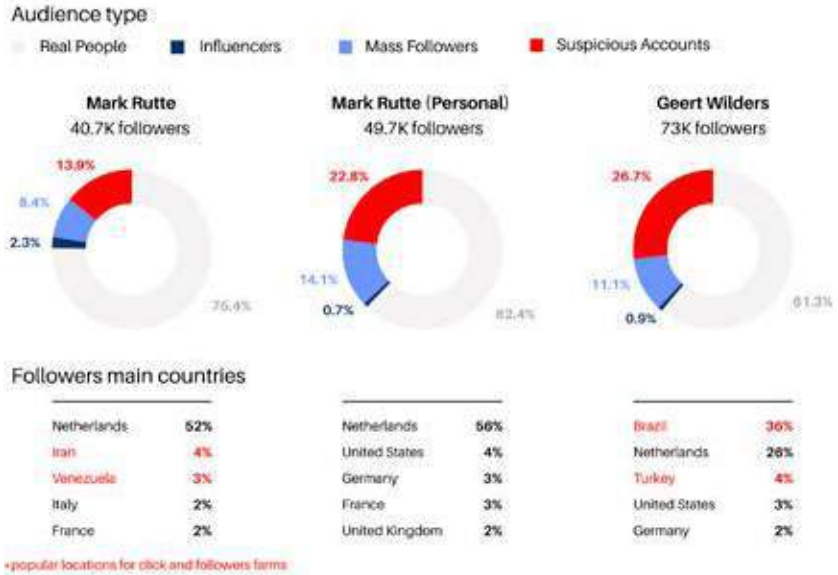 Audience type
Real People Influencers Mass Followers Suspicious Accounts
Mark Rutte
40.7K followers
13.9%
8.4%
2.3%
75.4%
Mark Rutte (Personal)
49.7K followers
22.8%
14.1%
0.7%
62.4%
Geert Wilders
73K followers
26.7%
11.1%
0.9%
61.3%
Followers main countries
Netherlands 52%
Iran 4%
Venezuela 3%
Italy 2%
France 2%
Netherlands 56%
United States 4%
Germany 3%
France 3%
United Kingdom 2%
Brazil 36%
Netherlands 26%
Turkey 4%
United States 3%
Germany 2%
*popular locations for click and followers farms